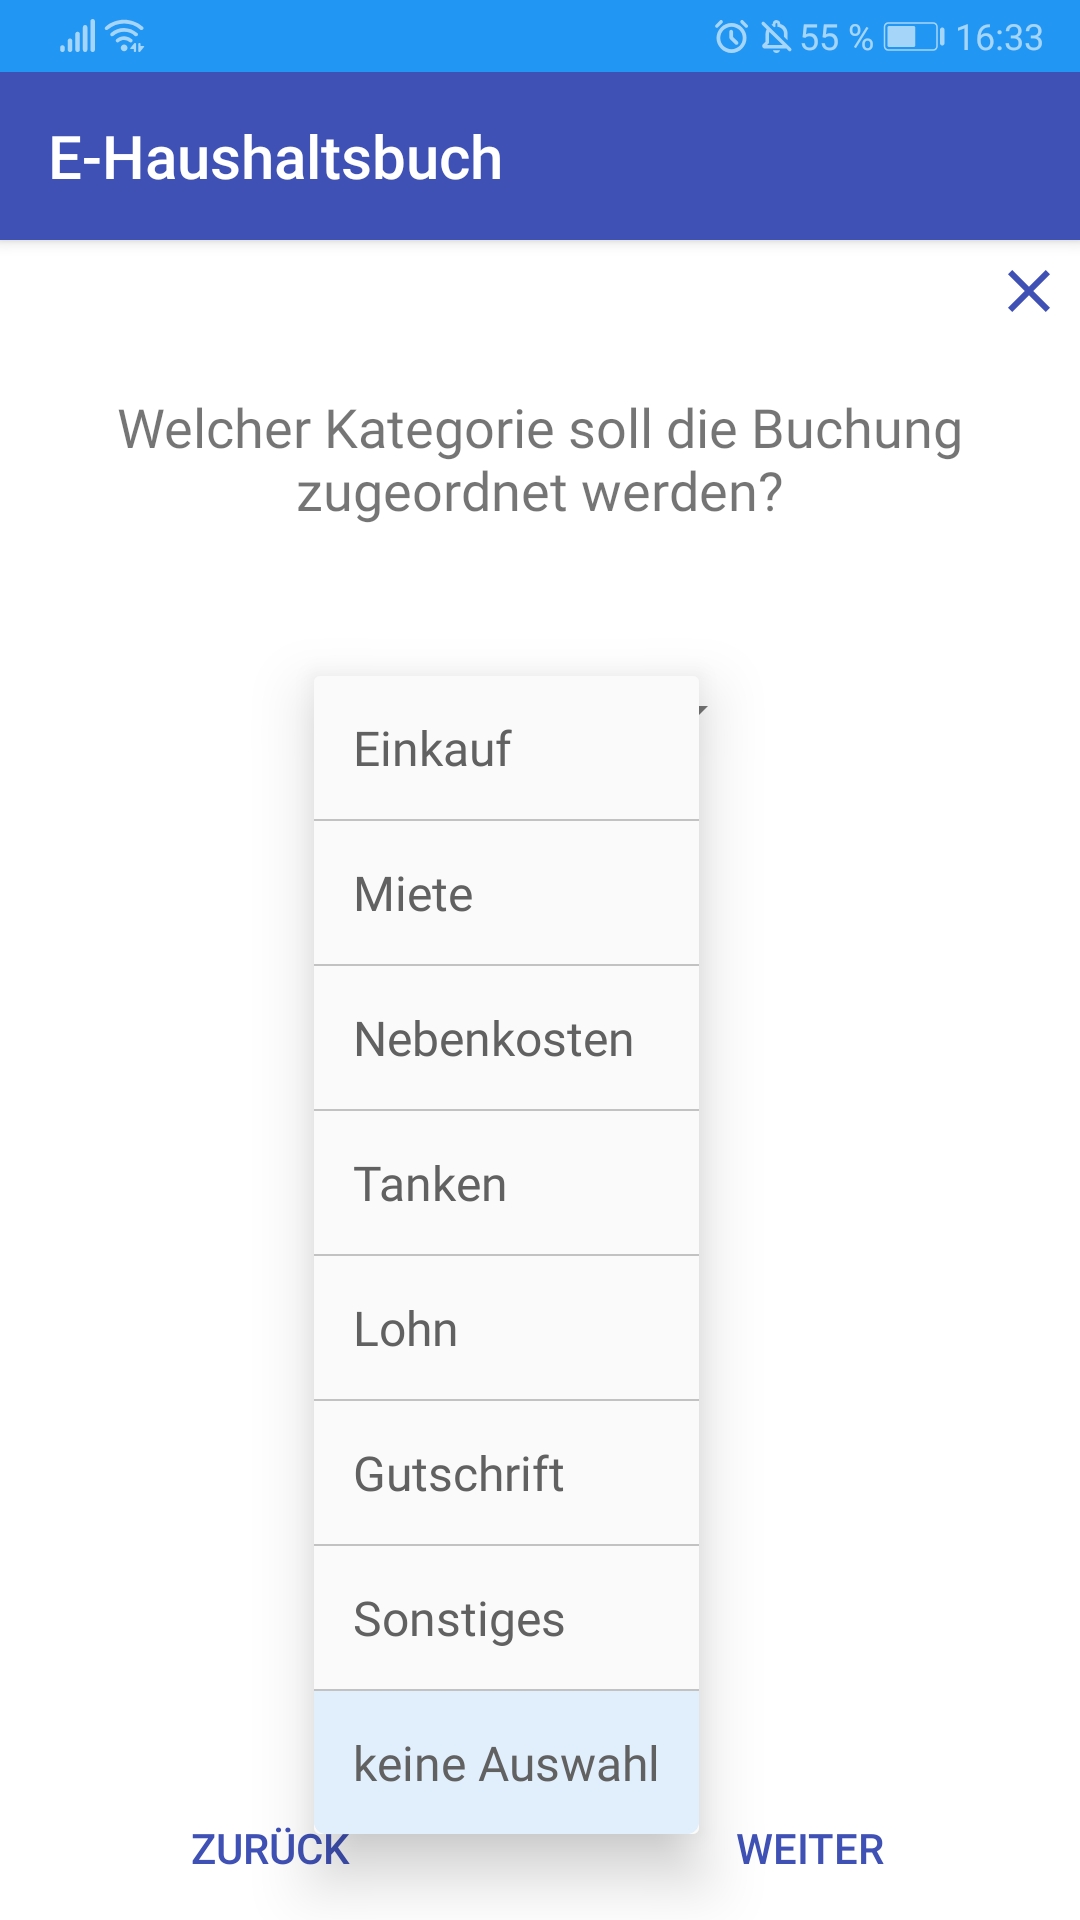 55 % 16:33
E-Haushaltsbuch
Welcher Kategorie soll die Buchung
zugeordnet werden?
Einkauf
Miete
Nebenkosten
Tanken
Lohn
Gutschrift
Sonstiges
keine Auswahl
ZURÜCK WEITER